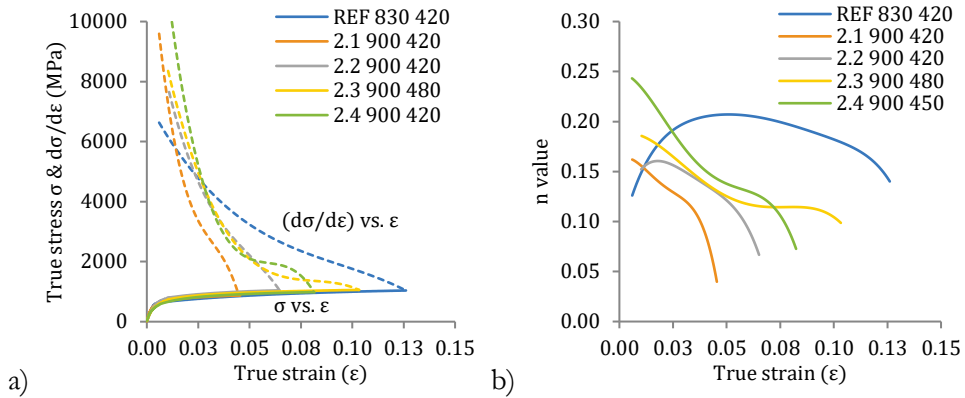 REF 830 420
2.1 900 420
2.2 900 420
2.3 900 480
2.4 900 420
True stress σ & dσ/dε (MPa)
10000
8000
6000
4000
2000
0
(dσ/dε) vs. ε
σ vs. ε
0.00 0.03 0.05 0.08 0.10 0.13 0.15
True strain (ε)
a)
REF 830 420
2.1 900 420
2.2 900 420
2.3 900 480
2.4 900 450
n value
0.30
0.25
0.20
0.15
0.10
0.05
0.00
0.00 0.03 0.05 0.08 0.10 0.13 0.15
True strain (ε)
b)